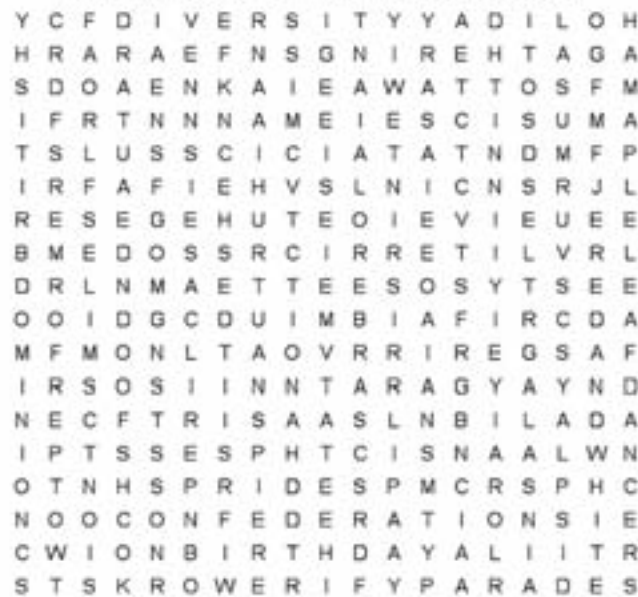 Y C F D I V E R S I T Y Y A D I L O H
H R A R A E F N S G N I R E H T A G A
S D O A E N K A I E A W A T T O S F M
I F R T N N N A M E I E S C I S U M A
T S L U S S C I C I A T A T N D M F P
I R F A F I E H V S L N I C N S R J L
R E S E G E H U T E O I E V I E U E E
B M E D O S S R C I R R E T I L V R L
D R L N M A E T T E E S O S Y T S E E
O O I D G C D U I M B I A F I R C D A
M F M O N L T A O V R R I R E G S A F
I R S O S I I N N T A R A G Y A Y N D
N E C F T R I S A A S L N B I L A D A
I P T S S E S P H T C I S N A A L W N
O T N H S P R I D E S P M C R S P H C
N O O C O N F E D E R A T I O N S I E
C W I O N B I R T H D A Y A L I I T R
S T S K R O W E R I F Y P A R A D E S